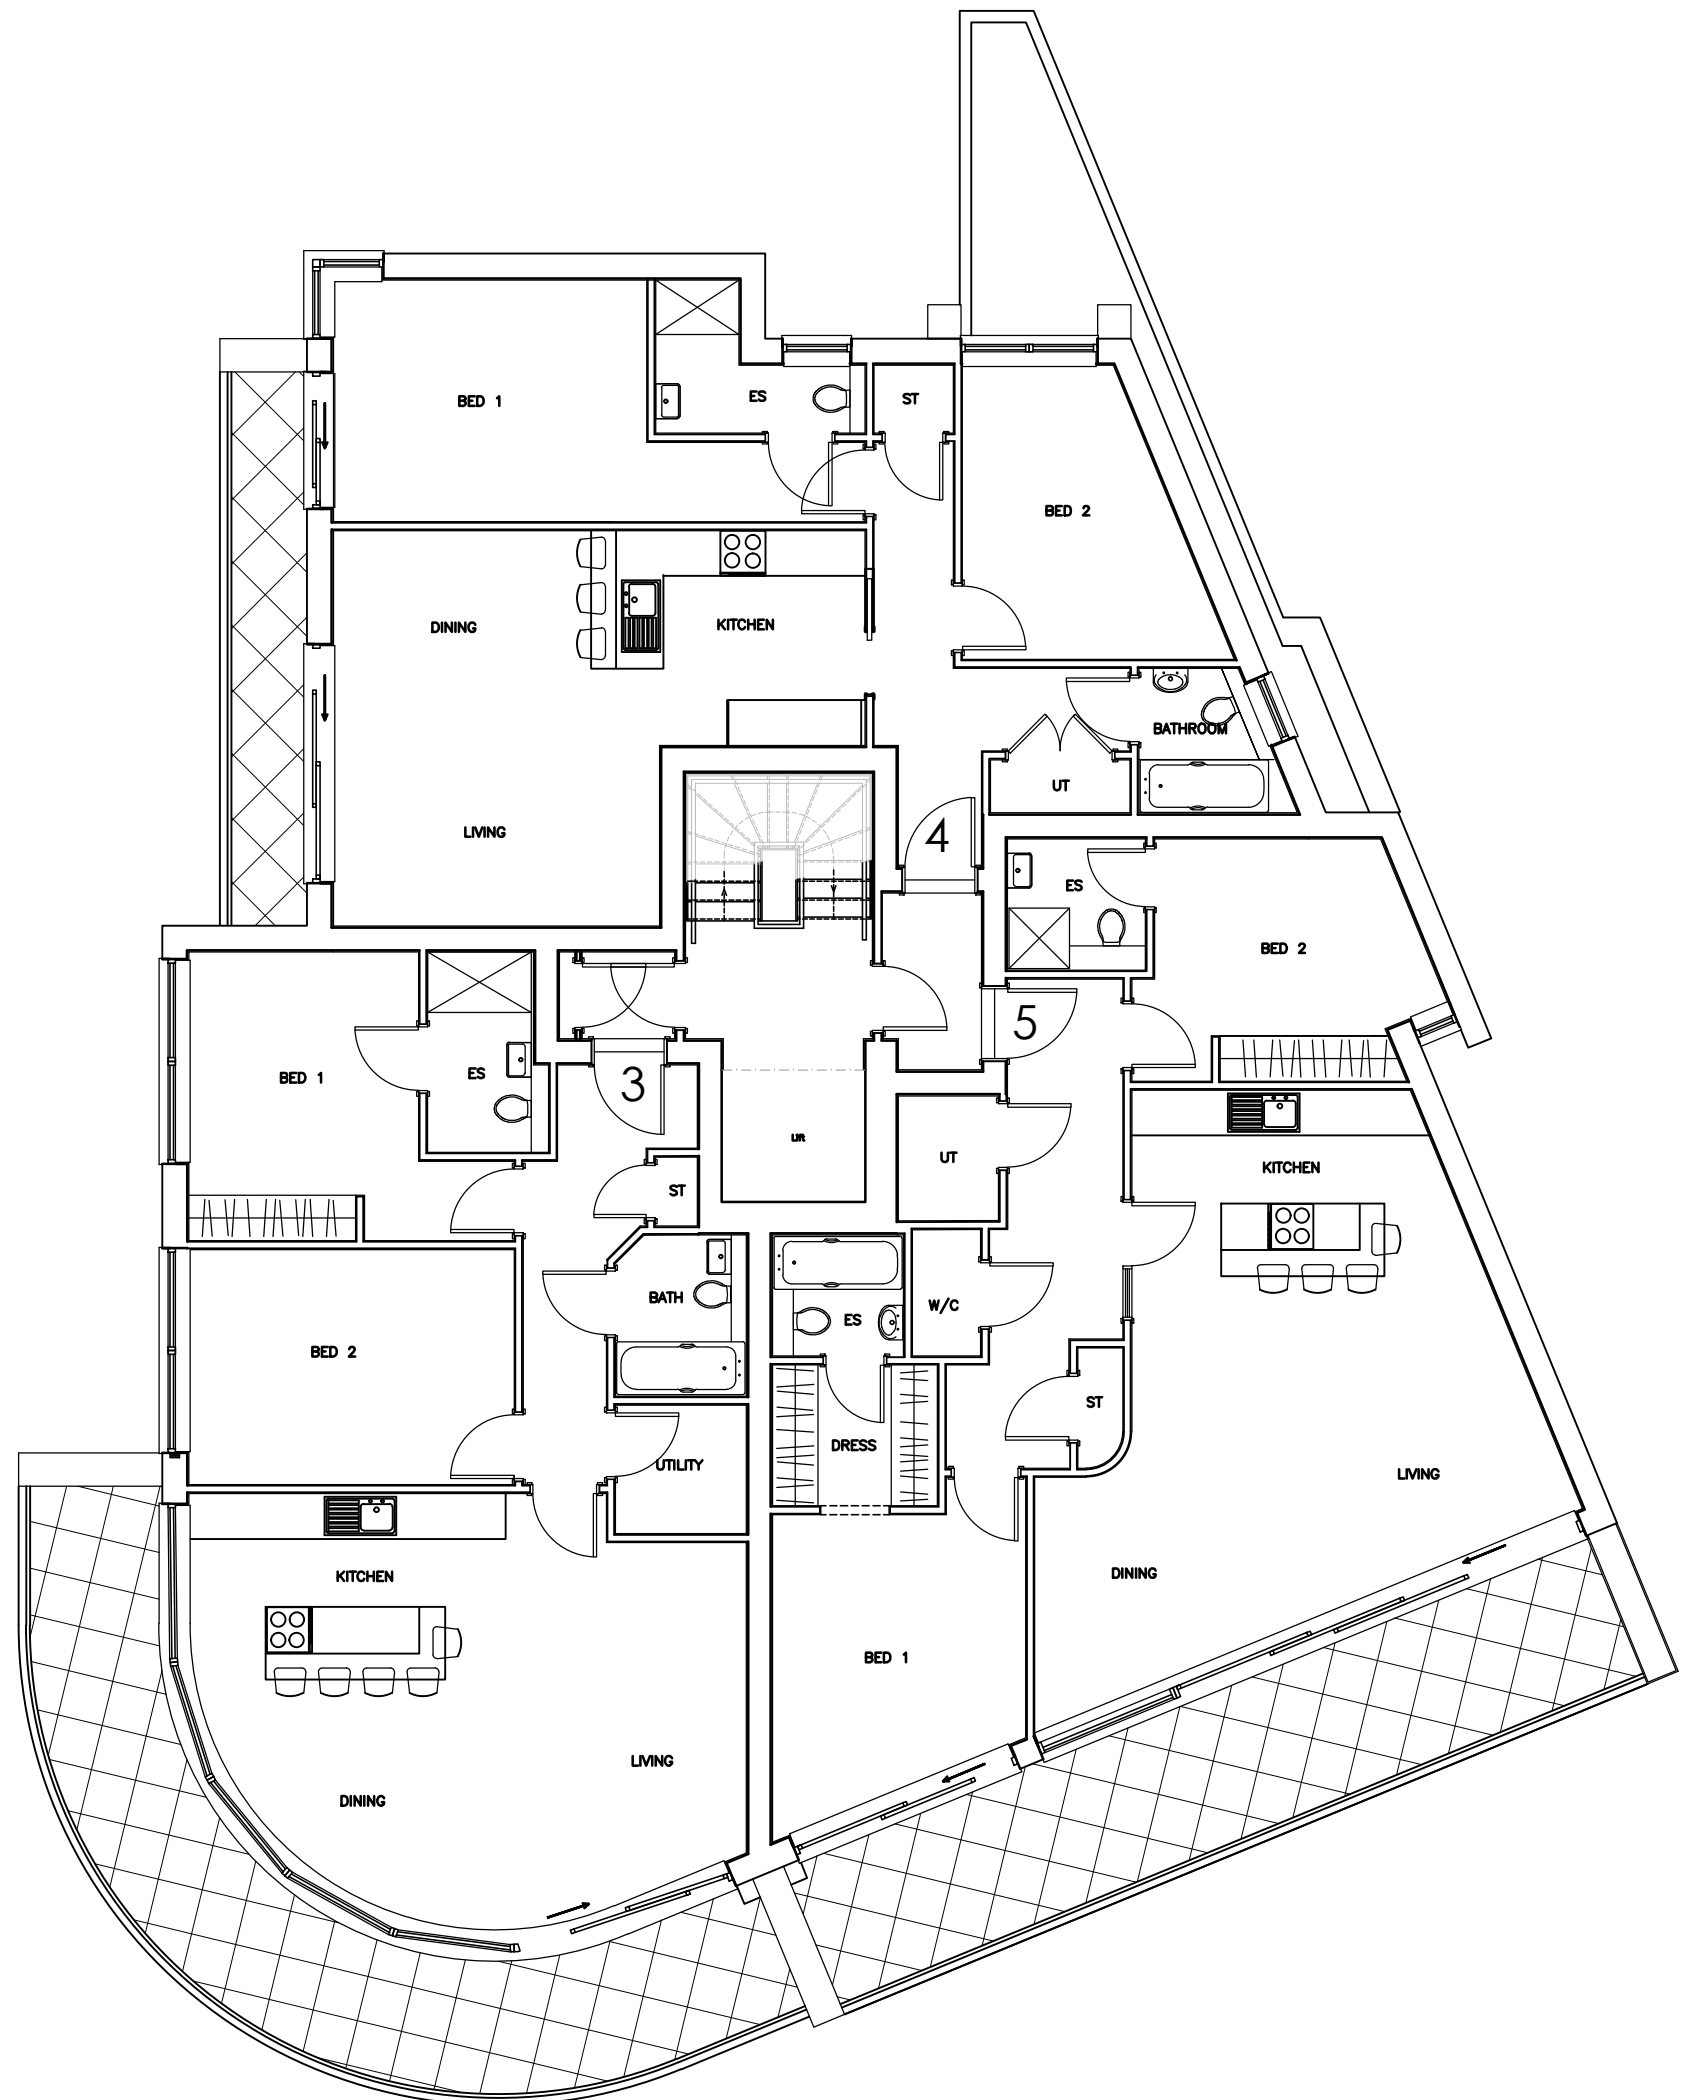 BED 1
ES
ST
BED 2
DINING
KITCHEN
BATHROOM
UT
LIVING
4
ES
BED 2
5
BED 1
ES
3
Lift
UT
KITCHEN
ST
BATH
ES
W/C
BED 2
ST
DRESS
UTILITY
LIVING
KITCHEN
DINING
BED 1
LIVING
DINING